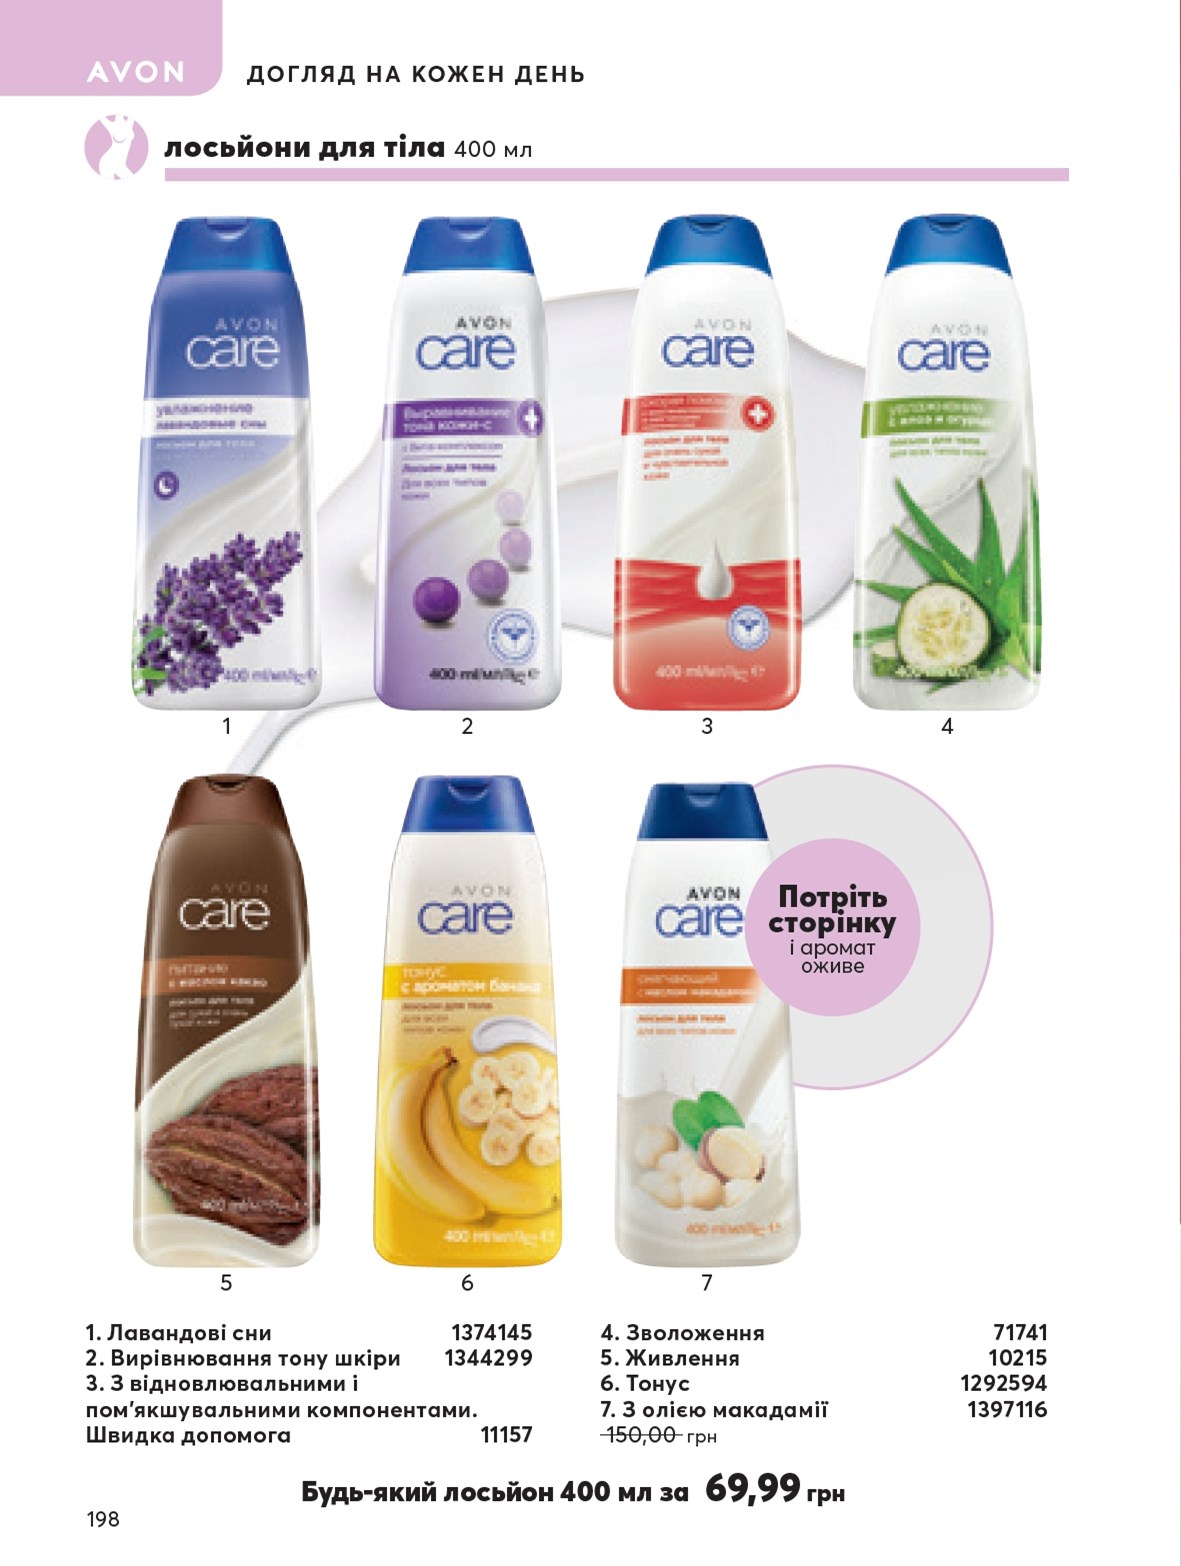 AVON
ДОГЛЯД НА КОЖЕН ДЕНЬ
лосьйони для тіла 400 мл
AVON
care
увлажнение
лавандовые сны
лосьон для тела
400 ml/мл/
1
AVON
care
Выравнивание
тона кожи-с
с Вита-комплексом
Лосьон для тела
Для всех типов
кожи
400 ml/мл/
2
AVON
care
лосьон для тела
для очень сухой
и чувствительной
кожи
400 ml/мл/
3
AVON
care
увлажнение
с алоэ и огурцом
лосьон для тела
для всех типов кожи
400 ml/мл/
4
AVON
care
питание
с маслом какао
лосьон для тела
для сухой и очень
сухой кожи
400 ml/мл/
5
AVON
care
тонус
с ароматом банана
лосьон для тела
для всех
типов кожи
400 ml/мл/
6
AVON
care
смягчающий
с маслом макадамии
лосьон для тела
для всех типов кожи
400 ml/мл/
7
Потріть
сторінку
і аромат
оживе
1. Лавандові сни 1374145
2. Вирівнювання тону шкіри 1344299
3. З відновлювальними і
пом'якшувальними компонентами.
Швидка допомога 11157
4. Зволоження 71741
5. Живлення 10215
6. Тонус 1292594
7. З олією макадамії 1397116
150,00 грн
Будь-який лосьйон 400 мл за 69,99 грн
198